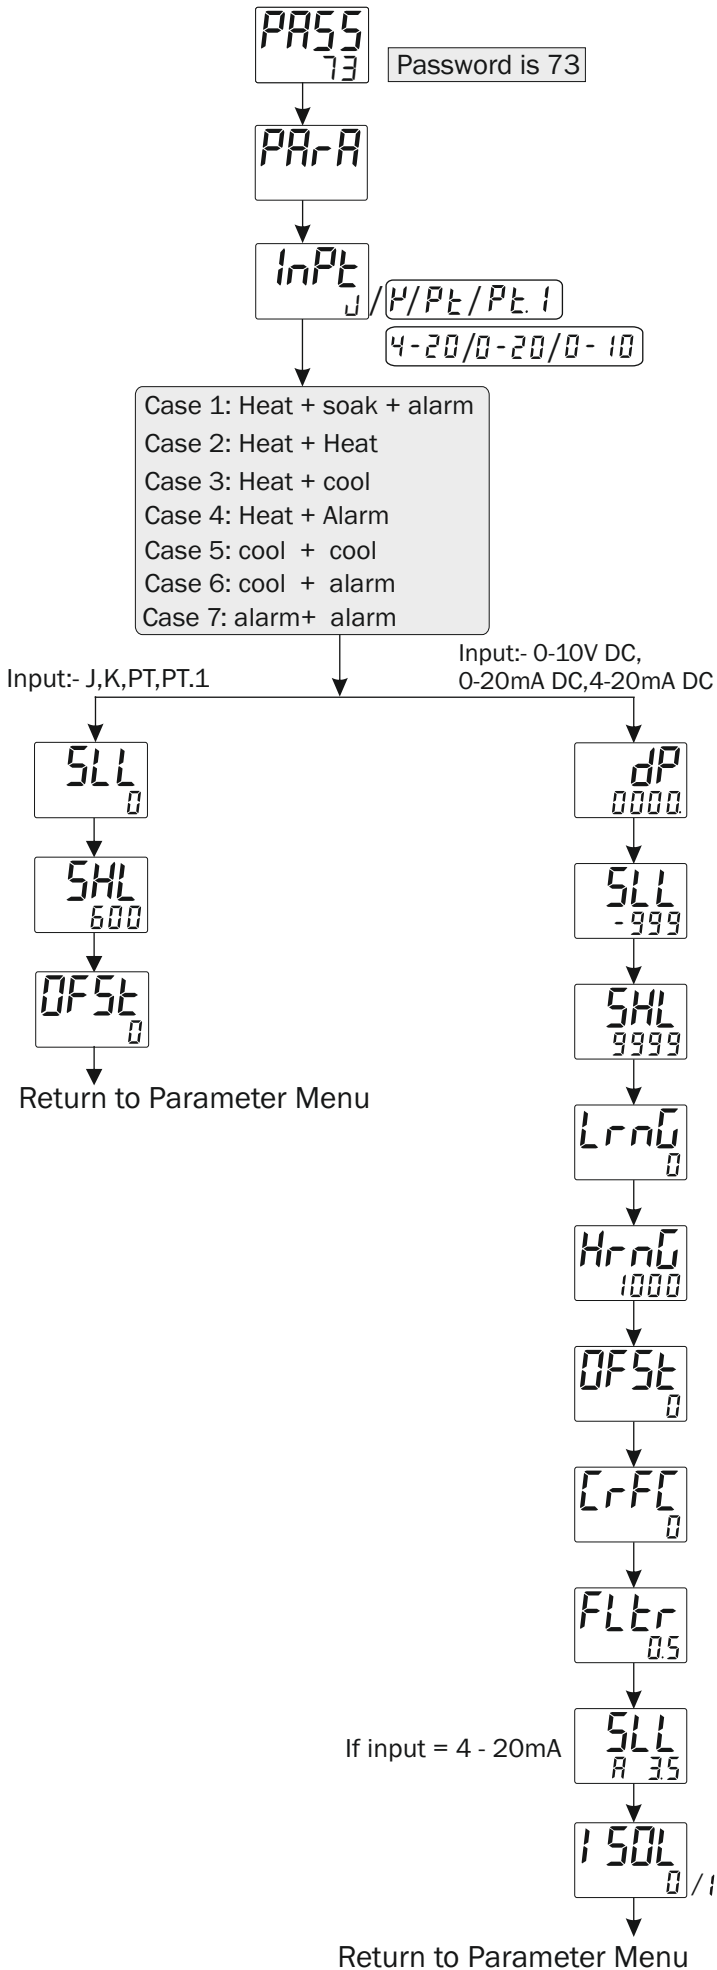 PASS
73
Password is 73
PArA
InPt
J/K/Pt/Pt.1
4-20/0-20/0-10
Case 1: Heat + soak + alarm
Case 2: Heat + Heat
Case 3: Heat + cool
Case 4: Heat + Alarm
Case 5: cool + cool
Case 6: cool + alarm
Case 7: alarm+ alarm
Input:- J,K,PT,PT.1
SLL
0
SHL
600
OFSt
0
Return to Parameter Menu
Input:- 0-10V DC,
0-20mA DC,4-20mA DC
dP
0000.
SLL
-999
SHL
9999
LrnG
0
HrnG
1000
OFSt
0
CrFC
0
FLtr
0.5
If input = 4 - 20mA
SLL
A 3.5
ISOL
0/1
Return to Parameter Menu